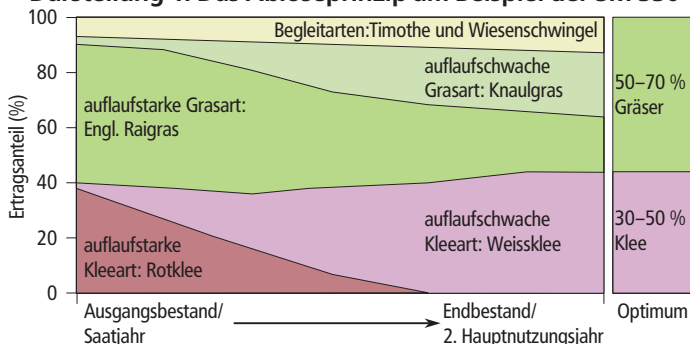 Darstellung 1: Das Ablöseprinzip am Beispiel der SM 330
100
80
60
40
20
0
Ertragsanteil (%)
Begleitarten:Timothe und Wiesenschwingel
auflaufschwache
Grasart: Knaulgras
auflaufstarke Grasart:
Engl. Raigras
auflaufschwache
Kleeart: Weissklee
auflaufstarke
Kleeart: Rotklee
50–70 %
Gräser
30–50 %
Klee
Ausgangsbestand/
Saatjahr
Endbestand/
2. Hauptnutzungsjahr
Optimum